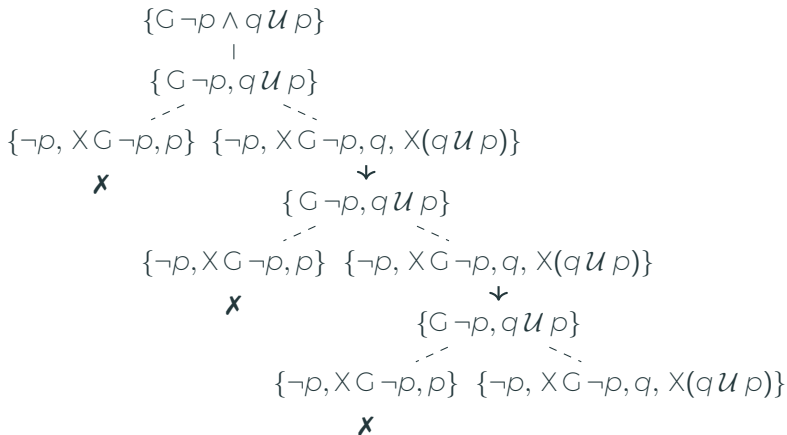 {G ¬p ∧ q 𝓤 p}
{ G ¬p, q 𝓤 p}
{¬p, X G ¬p, p} {¬p, X G ¬p, q, X(q 𝓤 p)}
✗
{ G ¬p, q 𝓤 p}
{¬p, X G ¬p, p} {¬p, X G ¬p, q, X(q 𝓤 p)}
✗
{G ¬p, q 𝓤 p}
{¬p, X G ¬p, p} {¬p, X G ¬p, q, X(q 𝓤 p)}
✗